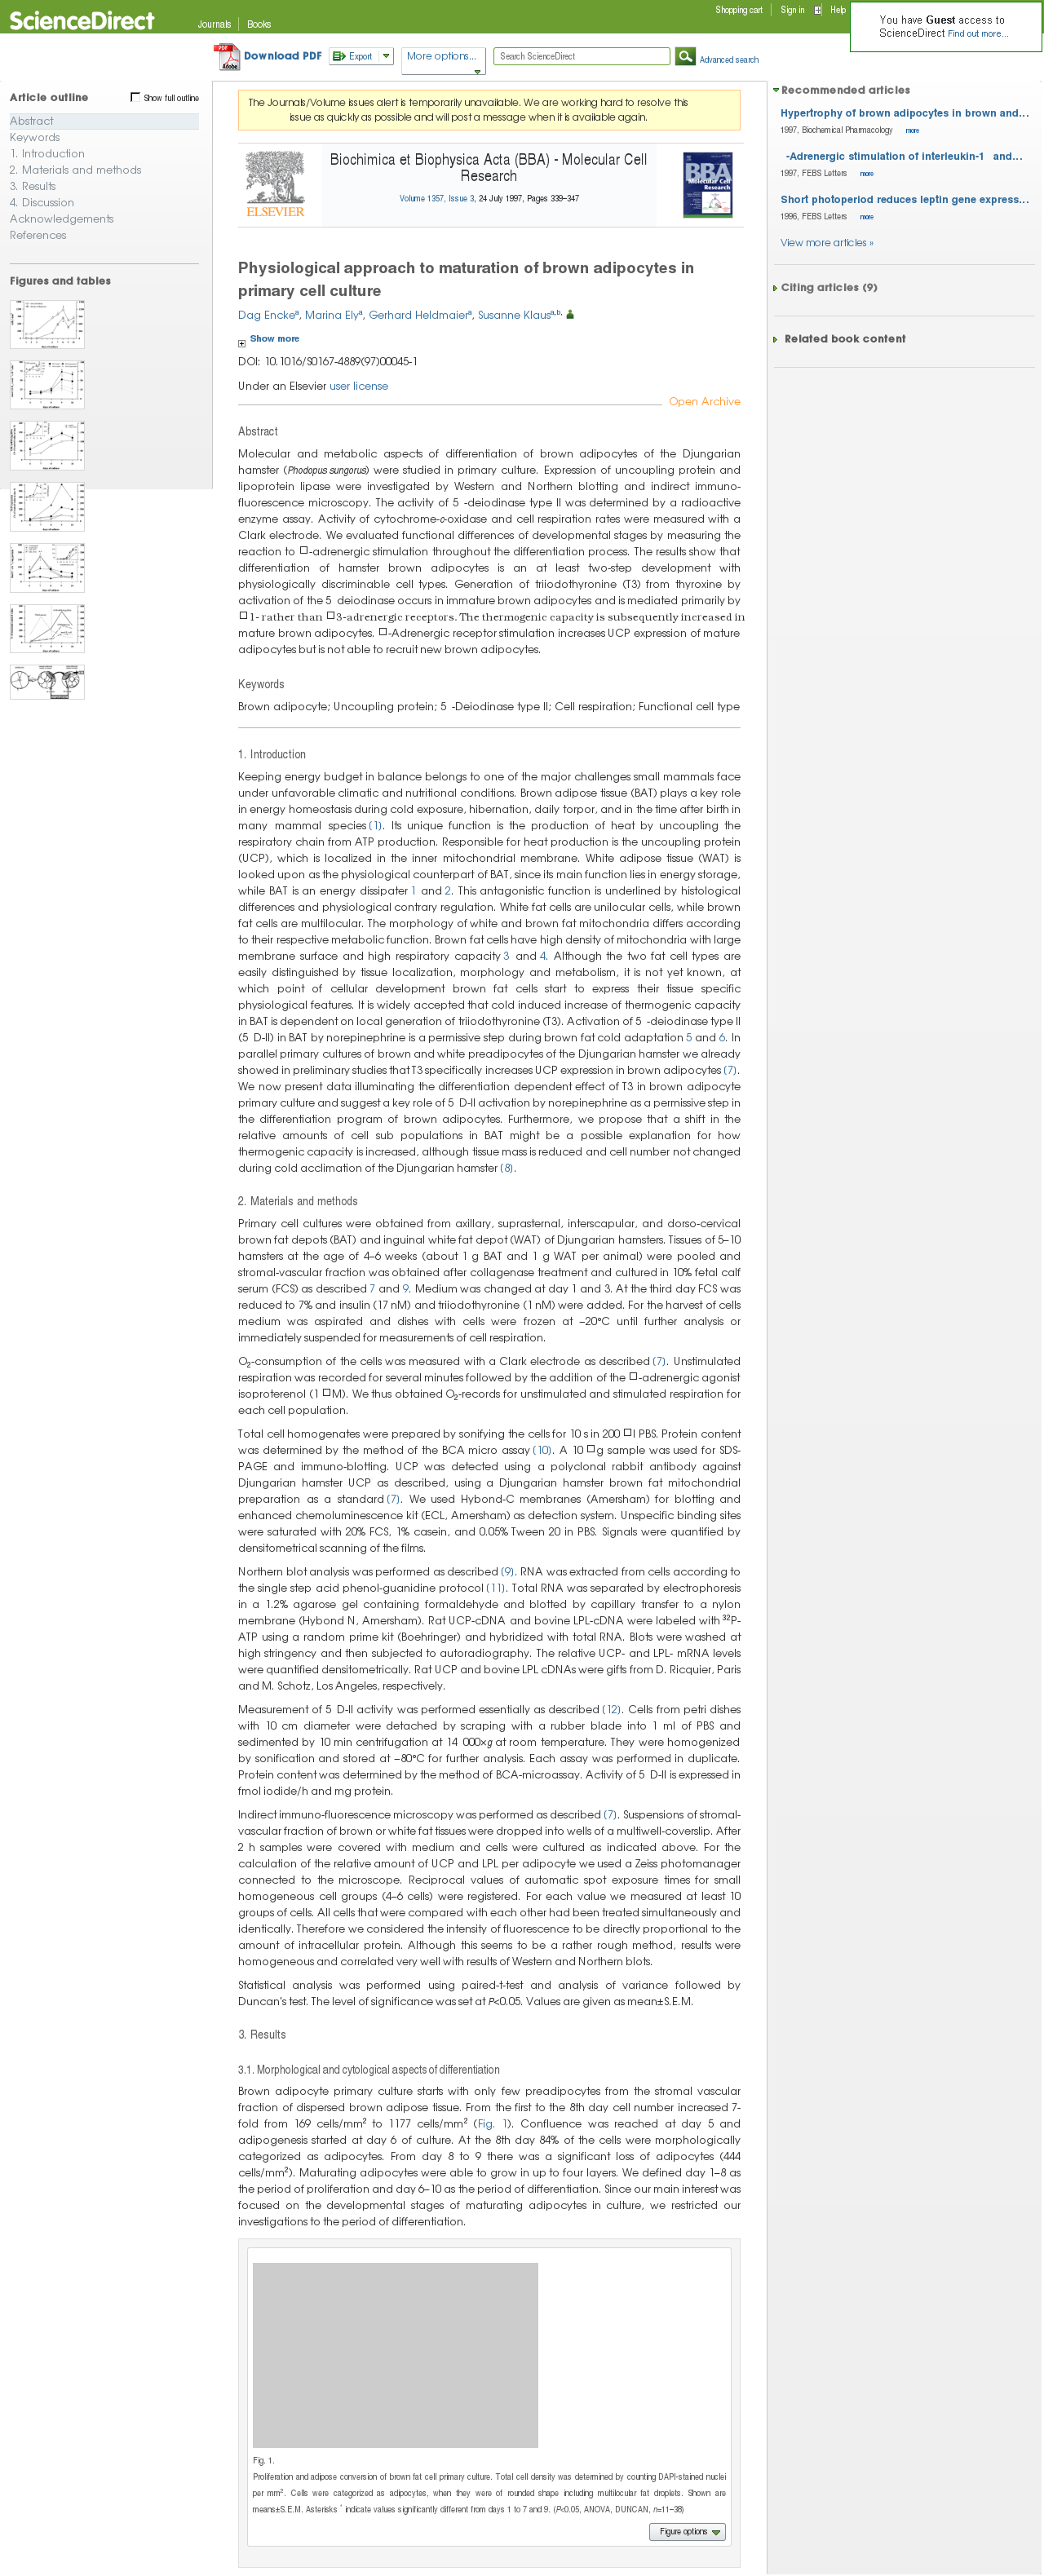 ScienceDirect
Journals
Books
Shopping cart
Sign in
Help
You have Guest access to
ScienceDirect Find out more...
Download PDF
Export
More options...
Search ScienceDirect
Advanced search
Article outline
Show full outline
Abstract
Keywords
1. Introduction
2. Materials and methods
3. Results
4. Discussion
Acknowledgements
References
Figures and tables
The Journals/Volume issues alert is temporarily unavailable. We are working hard to resolve this
issue as quickly as possible and will post a message when it is available again.
ELSEVIER
Biochimica et Biophysica Acta (BBA) - Molecular Cell
Research
Volume 1357, Issue 3, 24 July 1997, Pages 339–347
BBA
Molecular Cell
Research
Physiological approach to maturation of brown adipocytes in
primary cell culture
Dag Enckeª, Marina Elyª, Gerhard Heldmaierª, Susanne Klausª,ᵇ,
Show more
DOI: 10.1016/S0167-4889(97)00045-1
Under an Elsevier user license
Open Archive
Abstract
Molecular and metabolic aspects of differentiation of brown adipocytes of the Djungarian
hamster (Phodopus sungorus) were studied in primary culture. Expression of uncoupling protein and
lipoprotein lipase were investigated by Western and Northern blotting and indirect immuno-
fluorescence microscopy. The activity of 5 -deiodinase type II was determined by a radioactive
enzyme assay. Activity of cytochrome-c-oxidase and cell respiration rates were measured with a
Clark electrode. We evaluated functional differences of developmental stages by measuring the
reaction to □-adrenergic stimulation throughout the differentiation process. The results show that
differentiation of hamster brown adipocytes is an at least two-step development with
physiologically discriminable cell types. Generation of triiodothyronine (T3) from thyroxine by
activation of the 5 deiodinase occurs in immature brown adipocytes and is mediated primarily by
□1- rather than □3-adrenergic receptors. The thermogenic capacity is subsequently increased in
mature brown adipocytes. □-Adrenergic receptor stimulation increases UCP expression of mature
adipocytes but is not able to recruit new brown adipocytes.
Keywords
Brown adipocyte; Uncoupling protein; 5 -Deiodinase type II; Cell respiration; Functional cell type
1. Introduction
Keeping energy budget in balance belongs to one of the major challenges small mammals face
under unfavorable climatic and nutritional conditions. Brown adipose tissue (BAT) plays a key role
in energy homeostasis during cold exposure, hibernation, daily torpor, and in the time after birth in
many mammal species [1]. Its unique function is the production of heat by uncoupling the
respiratory chain from ATP production. Responsible for heat production is the uncoupling protein
(UCP), which is localized in the inner mitochondrial membrane. White adipose tissue (WAT) is
looked upon as the physiological counterpart of BAT, since its main function lies in energy storage,
while BAT is an energy dissipater 1 and 2. This antagonistic function is underlined by histological
differences and physiological contrary regulation. White fat cells are unilocular cells, while brown
fat cells are multilocular. The morphology of white and brown fat mitochondria differs according
to their respective metabolic function. Brown fat cells have high density of mitochondria with large
membrane surface and high respiratory capacity 3 and 4. Although the two fat cell types are
easily distinguished by tissue localization, morphology and metabolism, it is not yet known, at
which point of cellular development brown fat cells start to express their tissue specific
physiological features. It is widely accepted that cold induced increase of thermogenic capacity
in BAT is dependent on local generation of triiodothyronine (T3). Activation of 5 -deiodinase type II
(5 D-II) in BAT by norepinephrine is a permissive step during brown fat cold adaptation 5 and 6. In
parallel primary cultures of brown and white preadipocytes of the Djungarian hamster we already
showed in preliminary studies that T3 specifically increases UCP expression in brown adipocytes [7].
We now present data illuminating the differentiation dependent effect of T3 in brown adipocyte
primary culture and suggest a key role of 5 D-II activation by norepinephrine as a permissive step in
the differentiation program of brown adipocytes. Furthermore, we propose that a shift in the
relative amounts of cell sub populations in BAT might be a possible explanation for how
thermogenic capacity is increased, although tissue mass is reduced and cell number not changed
during cold acclimation of the Djungarian hamster [8].
2. Materials and methods
Primary cell cultures were obtained from axillary, suprasternal, interscapular, and dorso-cervical
brown fat depots (BAT) and inguinal white fat depot (WAT) of Djungarian hamsters. Tissues of 5–10
hamsters at the age of 4–6 weeks (about 1 g BAT and 1 g WAT per animal) were pooled and
stromal-vascular fraction was obtained after collagenase treatment and cultured in 10% fetal calf
serum (FCS) as described 7 and 9. Medium was changed at day 1 and 3. At the third day FCS was
reduced to 7% and insulin (17 nM) and triiodothyronine (1 nM) were added. For the harvest of cells
medium was aspirated and dishes with cells were frozen at −20°C until further analysis or
immediately suspended for measurements of cell respiration.
O₂-consumption of the cells was measured with a Clark electrode as described [7]. Unstimulated
respiration was recorded for several minutes followed by the addition of the □-adrenergic agonist
isoproterenol (1 □M). We thus obtained O₂-records for unstimulated and stimulated respiration for
each cell population.
Total cell homogenates were prepared by sonifying the cells for 10 s in 200 □l PBS. Protein content
was determined by the method of the BCA micro assay [10]. A 10 □g sample was used for SDS-
PAGE and immuno-blotting. UCP was detected using a polyclonal rabbit antibody against
Djungarian hamster UCP as described, using a Djungarian hamster brown fat mitochondrial
preparation as a standard [7]. We used Hybond-C membranes (Amersham) for blotting and
enhanced chemoluminescence kit (ECL, Amersham) as detection system. Unspecific binding sites
were saturated with 20% FCS, 1% casein, and 0.05% Tween 20 in PBS. Signals were quantified by
densitometrical scanning of the films.
Northern blot analysis was performed as described [9]. RNA was extracted from cells according to
the single step acid phenol-guanidine protocol [11]. Total RNA was separated by electrophoresis
in a 1.2% agarose gel containing formaldehyde and blotted by capillary transfer to a nylon
membrane (Hybond N, Amersham). Rat UCP-cDNA and bovine LPL-cDNA were labeled with ³²P-
ATP using a random prime kit (Boehringer) and hybridized with total RNA. Blots were washed at
high stringency and then subjected to autoradiography. The relative UCP- and LPL- mRNA levels
were quantified densitometrically. Rat UCP and bovine LPL cDNAs were gifts from D. Ricquier, Paris
and M. Schotz, Los Angeles, respectively.
Measurement of 5 D-II activity was performed essentially as described [12]. Cells from petri dishes
with 10 cm diameter were detached by scraping with a rubber blade into 1 ml of PBS and
sedimented by 10 min centrifugation at 14 000×g at room temperature. They were homogenized
by sonification and stored at −80°C for further analysis. Each assay was performed in duplicate.
Protein content was determined by the method of BCA-microassay. Activity of 5 D-II is expressed in
fmol iodide/h and mg protein.
Indirect immuno-fluorescence microscopy was performed as described [7]. Suspensions of stromal-
vascular fraction of brown or white fat tissues were dropped into wells of a multiwell-coverslip. After
2 h samples were covered with medium and cells were cultured as indicated above. For the
calculation of the relative amount of UCP and LPL per adipocyte we used a Zeiss photomanager
connected to the microscope. Reciprocal values of automatic spot exposure times for small
homogeneous cell groups (4–6 cells) were registered. For each value we measured at least 10
groups of cells. All cells that were compared with each other had been treated simultaneously and
identically. Therefore we considered the intensity of fluorescence to be directly proportional to the
amount of intracellular protein. Although this seems to be a rather rough method, results were
homogeneous and correlated very well with results of Western and Northern blots.
Statistical analysis was performed using paired-t-test and analysis of variance followed by
Duncan's test. The level of significance was set at P<0.05. Values are given as mean±S.E.M.
3. Results
3.1. Morphological and cytological aspects of differentiation
Brown adipocyte primary culture starts with only few preadipocytes from the stromal vascular
fraction of dispersed brown adipose tissue. From the first to the 8th day cell number increased 7-
fold from 169 cells/mm² to 1177 cells/mm² (Fig. 1). Confluence was reached at day 5 and
adipogenesis started at day 6 of culture. At the 8th day 84% of the cells were morphologically
categorized as adipocytes. From day 8 to 9 there was a significant loss of adipocytes (444
cells/mm²). Maturating adipocytes were able to grow in up to four layers. We defined day 1–8 as
the period of proliferation and day 6–10 as the period of differentiation. Since our main interest was
focused on the developmental stages of maturating adipocytes in culture, we restricted our
investigations to the period of differentiation.
Fig. 1.
Proliferation and adipose conversion of brown fat cell primary culture. Total cell density was determined by counting DAPI-stained nuclei
per mm². Cells were categorized as adipocytes, when they were of rounded shape including multilocular fat droplets. Shown are
means±S.E.M. Asterisks * indicate values significantly different from days 1 to 7 and 9. (P<0.05, ANOVA, DUNCAN, n=11–38)
Figure options
Recommended articles
Hypertrophy of brown adipocytes in brown and...
1997, Biochemical Pharmacology more
-Adrenergic stimulation of interleukin-1 and...
1997, FEBS Letters more
Short photoperiod reduces leptin gene express...
1996, FEBS Letters more
View more articles »
Citing articles (9)
Related book content